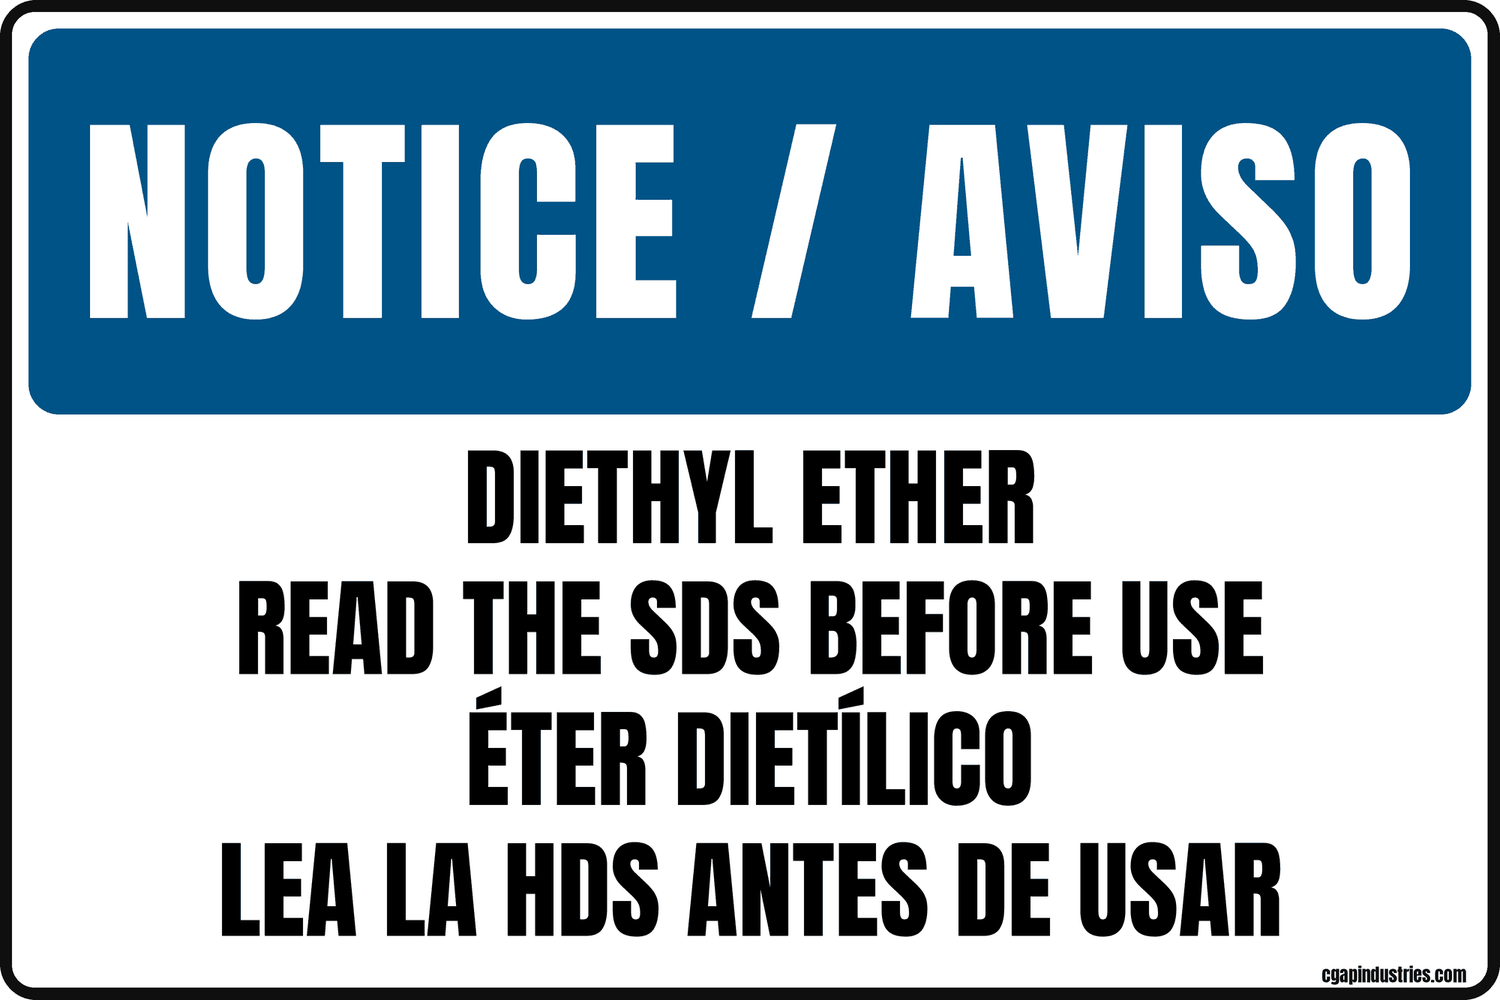 NOTICE / AVISO
DIETHYL ETHER
READ THE SDS BEFORE USE
ÉTER DIETÍLICO
LEA LA HDS ANTES DE USAR
cgapindustries.com